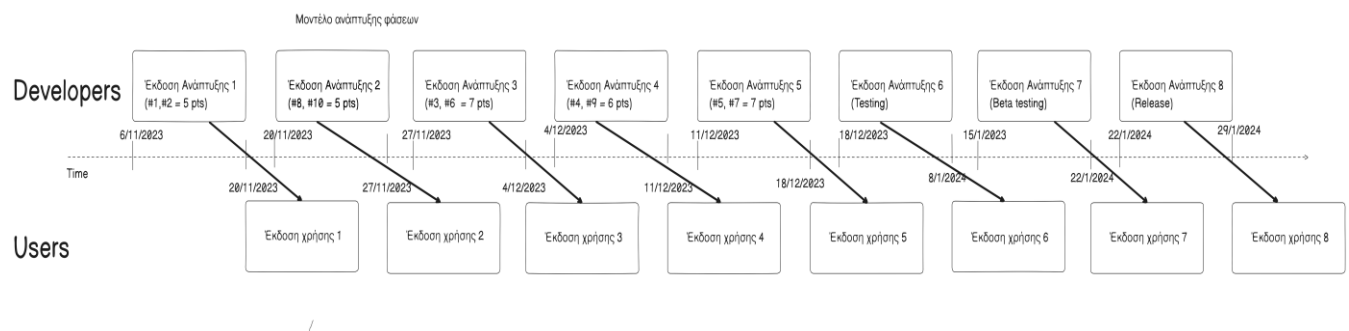 Μοντέλο ανάπτυξης φάσεων
Developers
Έκδοση Ανάπτυξης 1
(#1,#2 = 5 pts)
Έκδοση Ανάπτυξης 2
(#8, #10 = 5 pts)
Έκδοση Ανάπτυξης 3
(#3, #6 = 7 pts)
Έκδοση Ανάπτυξης 4
(#4, #9 = 6 pts)
Έκδοση Ανάπτυξης 5
(#5, #7 = 7 pts)
Έκδοση Ανάπτυξης 6
(Testing)
Έκδοση Ανάπτυξης 7
(Beta testing)
Έκδοση Ανάπτυξης 8
(Release)
6/11/2023
20/11/2023
27/11/2023
4/12/2023
11/12/2023
18/12/2023
15/1/2023
22/1/2024
29/1/2024
Time
20/11/2023
27/11/2023
4/12/2023
11/12/2023
18/12/2023
8/1/2024
22/1/2024
Users
Έκδοση χρήσης 1
Έκδοση χρήσης 2
Έκδοση χρήσης 3
Έκδοση χρήσης 4
Έκδοση χρήσης 5
Έκδοση χρήσης 6
Έκδοση χρήσης 7
Έκδοση χρήσης 8
/